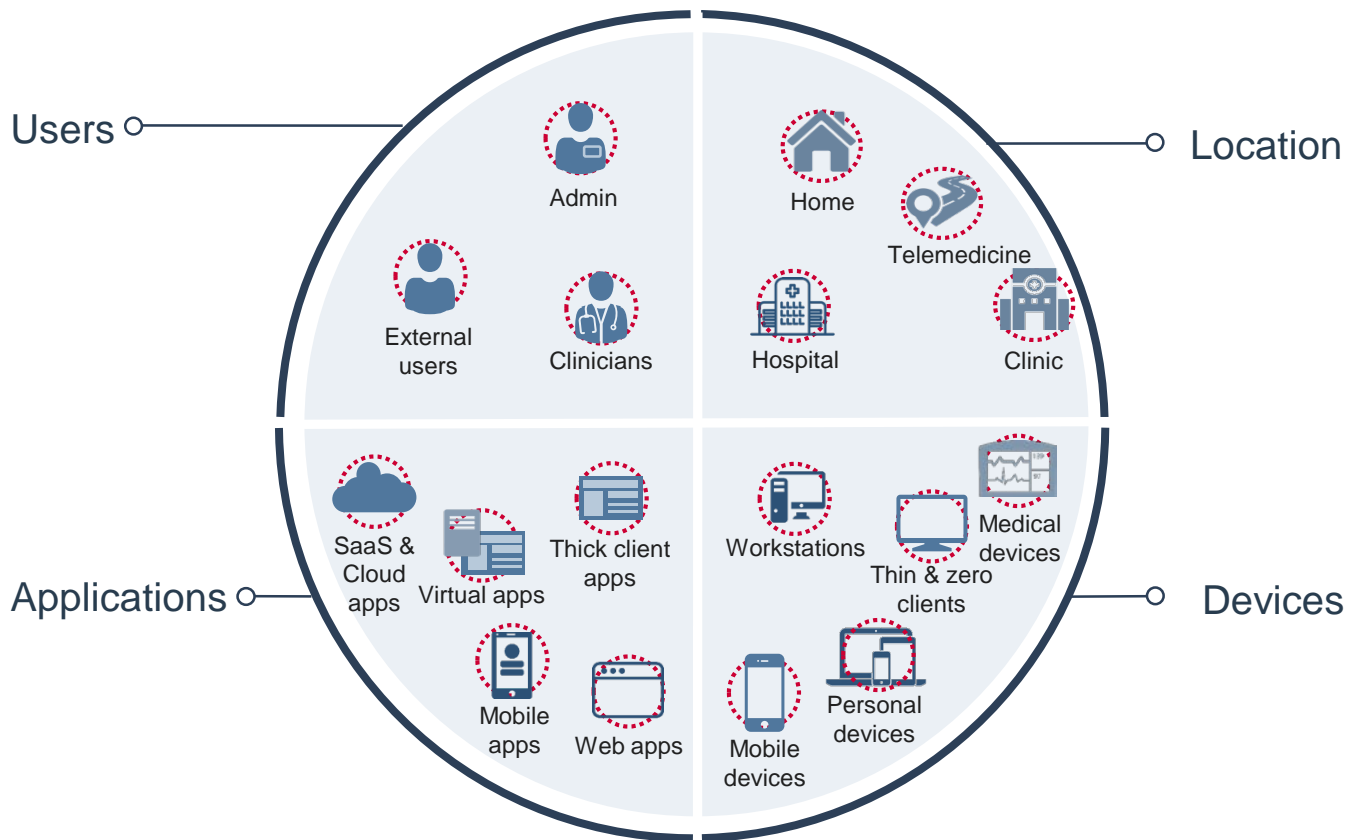 Users
Admin
External
users
Clinicians
Location
Home
Telemedicine
Hospital
Clinic
Applications
SaaS &
Cloud
apps
Virtual apps
Thick client
apps
Mobile
apps
Web apps
Devices
Workstations
Thin & zero
clients
Medical
devices
Mobile
devices
Personal
devices